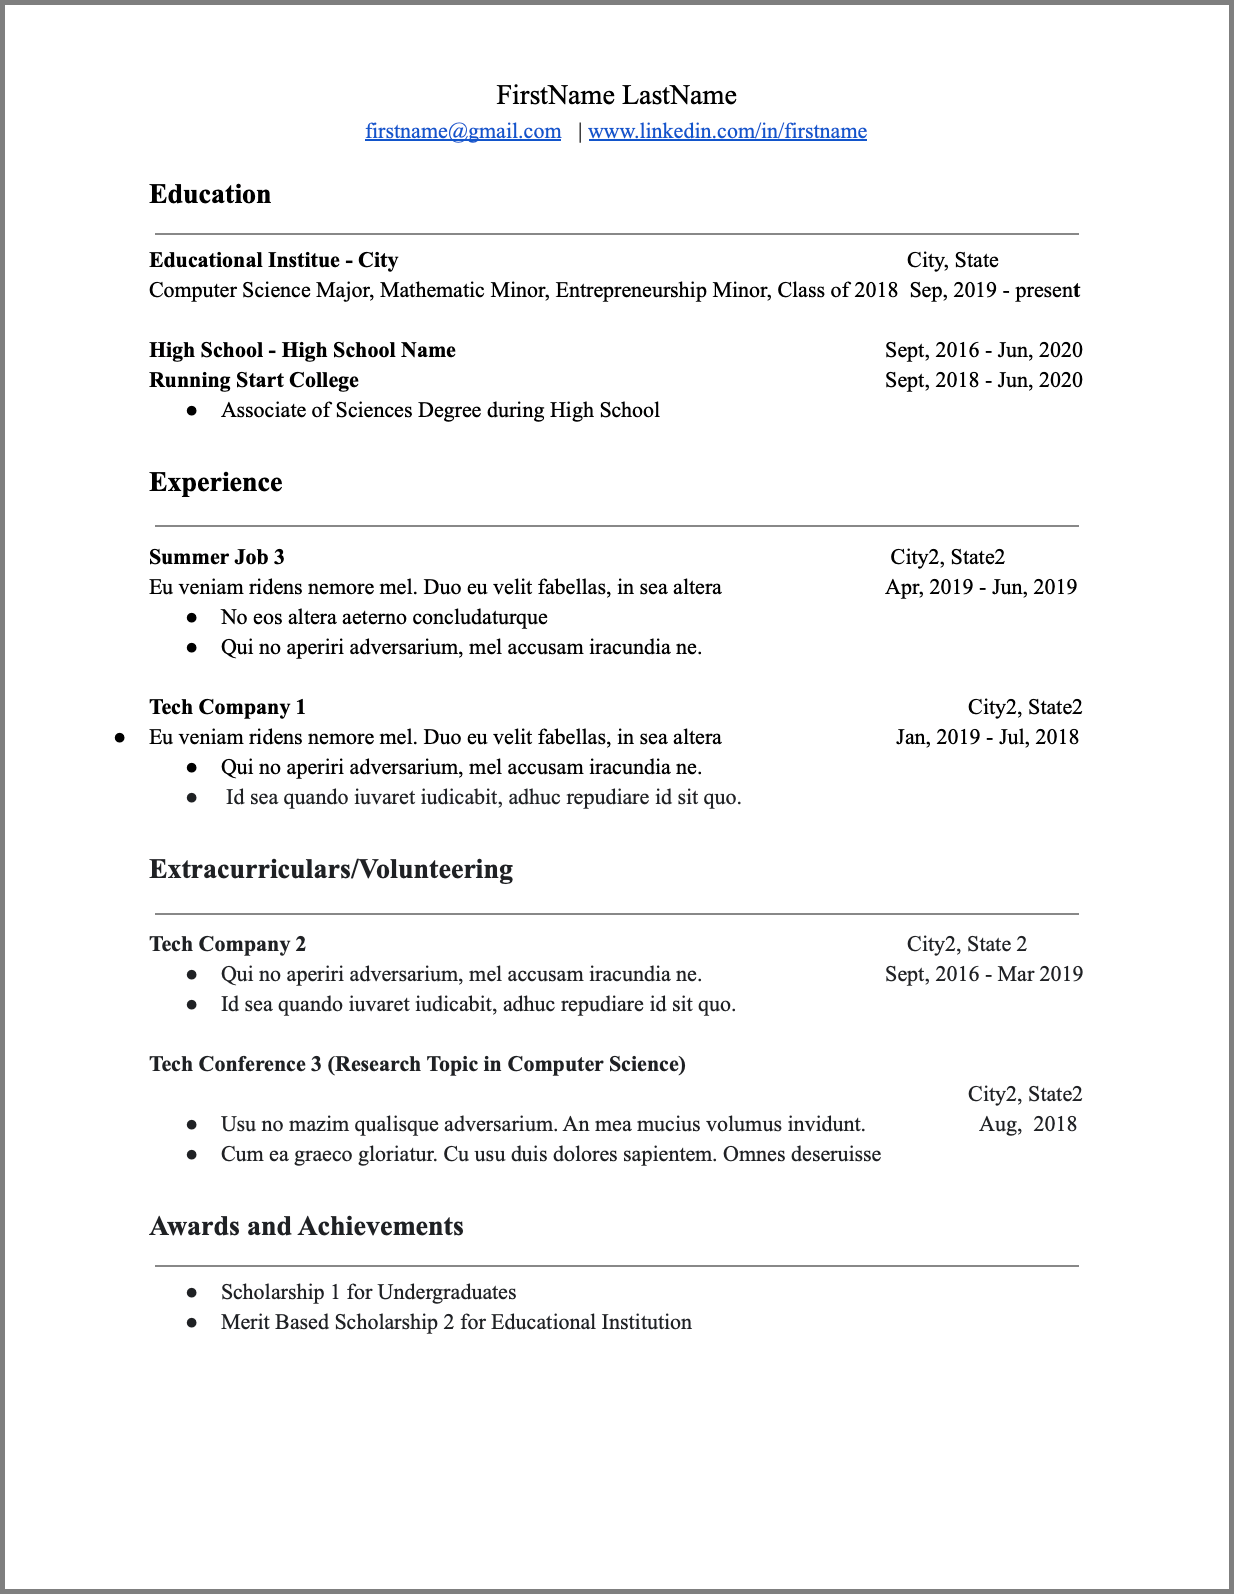 FirstName LastName
firstname@gmail.com | www.linkedin.com/in/firstname
Education
Educational Institue - City City, State
Computer Science Major, Mathematic Minor, Entrepreneurship Minor, Class of 2018 Sep, 2019 - present
High School - High School Name Sept, 2016 - Jun, 2020
Running Start College Sept, 2018 - Jun, 2020
● Associate of Sciences Degree during High School
Experience
Summer Job 3 City2, State2
Eu veniam ridens nemore mel. Duo eu velit fabellas, in sea altera Apr, 2019 - Jun, 2019
● No eos altera aeterno concludaturque
● Qui no aperiri adversarium, mel accusam iracundia ne.
Tech Company 1 City2, State2
● Eu veniam ridens nemore mel. Duo eu velit fabellas, in sea altera Jan, 2019 - Jul, 2018
● Qui no aperiri adversarium, mel accusam iracundia ne.
● Id sea quando iuvaret iudicabit, adhuc repudiare id sit quo.
Extracurriculars/Volunteering
Tech Company 2 City2, State 2
● Qui no aperiri adversarium, mel accusam iracundia ne. Sept, 2016 - Mar 2019
● Id sea quando iuvaret iudicabit, adhuc repudiare id sit quo.
Tech Conference 3 (Research Topic in Computer Science)
City2, State2
● Usu no mazim qualisque adversarium. An mea mucius volumus invidunt. Aug, 2018
● Cum ea graeco gloriatur. Cu usu duis dolores sapientem. Omnes deseruisse
Awards and Achievements
● Scholarship 1 for Undergraduates
● Merit Based Scholarship 2 for Educational Institution